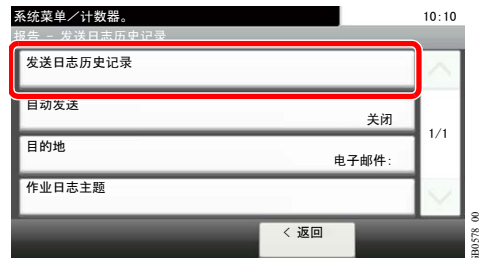 系统菜单／计数器。
10:10
报告 - 发送日志历史记录
发送日志历史记录
自动发送
关闭
1/1
目的地
电子邮件:
作业日志主题
< 返回
GB0578_00